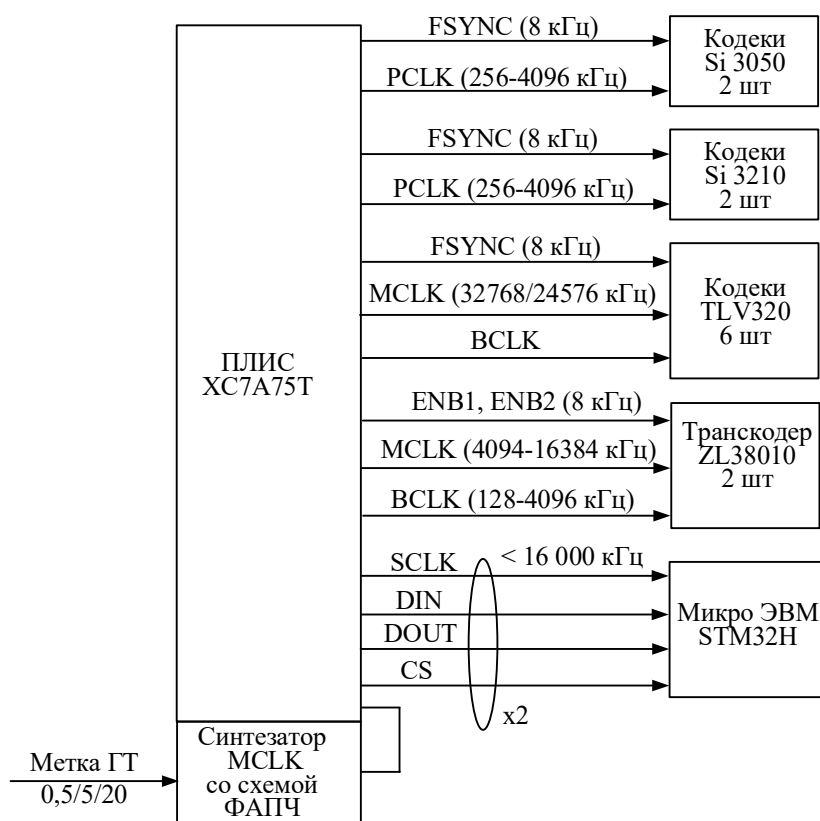 FSYNC (8 кГц)
PCLK (256-4096 кГц)
Кодеки
Si 3050
2 шт
FSYNC (8 кГц)
PCLK (256-4096 кГц)
Кодеки
Si 3210
2 шт
FSYNC (8 кГц)
MCLK (32768/24576 кГц)
BCLK
Кодеки
TLV320
6 шт
ПЛИС
XC7A75T
ENB1, ENB2 (8 кГц)
MCLK (4094-16384 кГц)
BCLK (128-4096 кГц)
Транскодер
ZL38010
2 шт
SCLK
< 16 000 кГц
DIN
DOUT
CS
x2
Микро ЭВМ
STM32H
Синтезатор
MCLK
со схемой
ФАПЧ
Метка ГТ
0,5/5/20